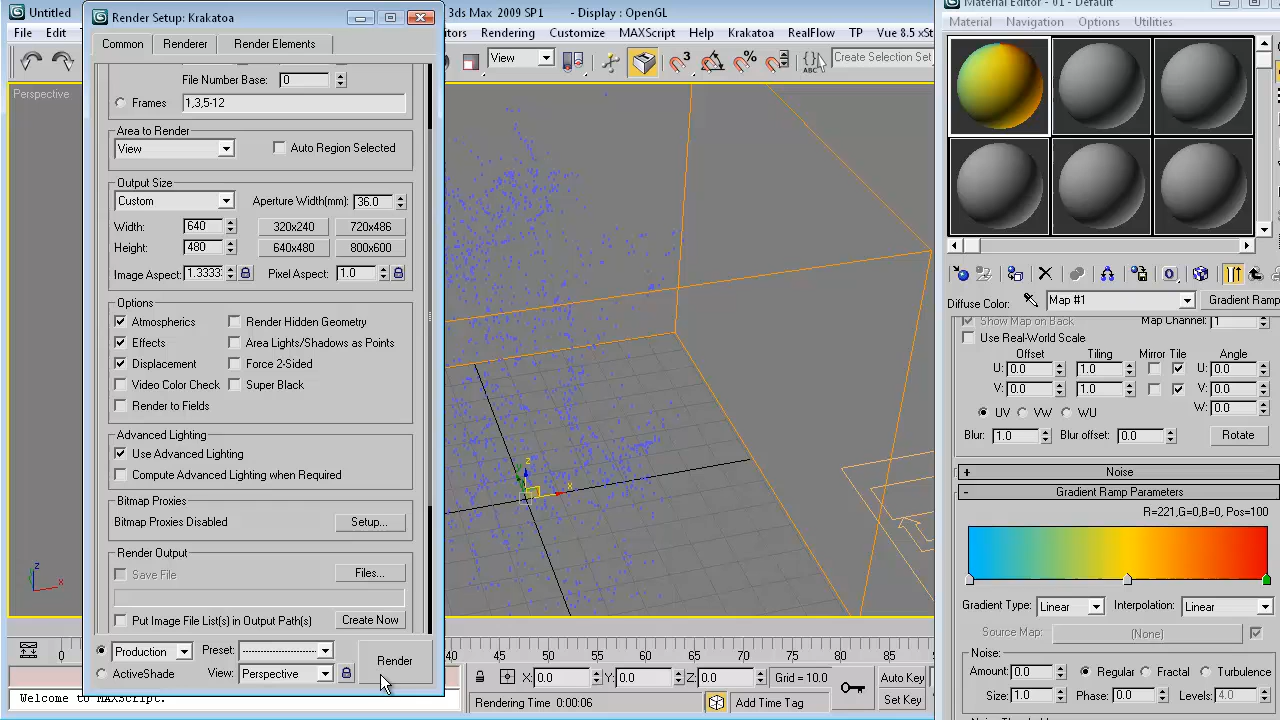 Untitled
3ds Max 2009 SP1 - Display : OpenGL
File Edit
Rendering Customize MAXScript Help Krakatoa RealFlow TP Vue 8.5 xSt
View
Create Selection Set
ABC
Perspective
Render Setup: Krakatoa
Common Renderer Render Elements
File Number Base: 0
Frames 1,3,5-12
Area to Render
View Auto Region Selected
Output Size
Custom Aperture Width(mm): 36.0
Width: 640 320x240 720x486
Height: 480 640x480 800x600
Image Aspect: 1.3333 Pixel Aspect: 1.0
Options
Atmospherics Render Hidden Geometry
Effects Area Lights/Shadows as Points
Displacement Force 2-Sided
Video Color Check Super Black
Render to Fields
Advanced Lighting
Use Advanced Lighting
Compute Advanced Lighting when Required
Bitmap Proxies
Bitmap Proxies Disabled Setup...
Render Output
Save File Files...
Put Image File List(s) in Output Path(s) Create Now
Production Preset: Render
ActiveShade View: Perspective
z
x
z
x
0 40 50 60 70 80 90
X: 0.0 Y: 0.0 Z: 0.0 Grid = 10.0 Auto Key
Welcome to MAXScript. Rendering Time 0:00:06 Add Time Tag Set Key
Material Editor - 01 - Default
Material Navigation Options Utilities
Diffuse Color: Map #1 Gradient Ramp
Show Map on Back Map Channel: 1
Use Real-World Scale
Offset Tiling Mirror Tile Angle
U: 0.0 1.0 U: 0.0
V: 0.0 1.0 V: 0.0
UV VW WU W: 0.0
Blur: 1.0 Blur offset: 0.0 Rotate
+ Noise
- Gradient Ramp Parameters
R=221,G=0,B=0, Pos=100
Gradient Type: Linear Interpolation: Linear
Source Map: (None)
Noise:
Amount: 0.0 Regular Fractal Turbulence
Size: 1.0 Phase: 0.0 Levels: 4.0